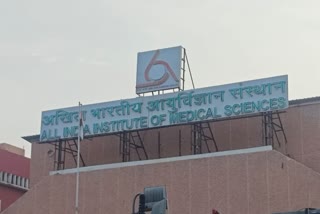 अखिल भारतीय आयुर्विज्ञान संस्थान
ALL INDIA INSTITUTE OF MEDICAL SCIENCES